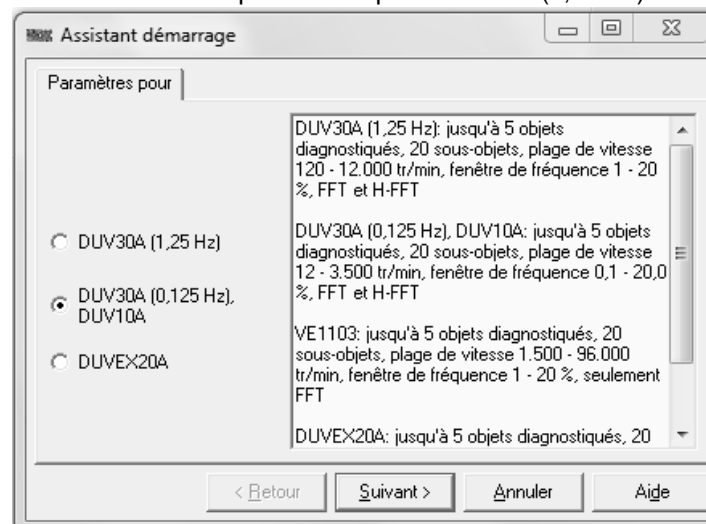 Assistant démarrage
Paramètres pour
DUV30A (1,25 Hz)
DUV30A (0,125 Hz),
DUV10A
DUVEX20A
DUV30A (1,25 Hz): jusqu'à 5 objets
diagnostiqués, 20 sous-objets, plage de vitesse
120 - 12.000 tr/min, fenêtre de fréquence 1 - 20
%, FFT et H-FFT
DUV30A (0,125 Hz), DUV10A: jusqu'à 5 objets
diagnostiqués, 20 sous-objets, plage de vitesse
12 - 3.500 tr/min, fenêtre de fréquence 0,1 - 20,0
%, FFT et H-FFT
VE1103: jusqu'à 5 objets diagnostiqués, 20
sous-objets, plage de vitesse 1.500 - 96.000
tr/min, fenêtre de fréquence 1 - 20 %, seulement
FFT
DUVEX20A: jusqu'à 5 objets diagnostiqués, 20
< Retour
Suivant >
Annuler
Aide